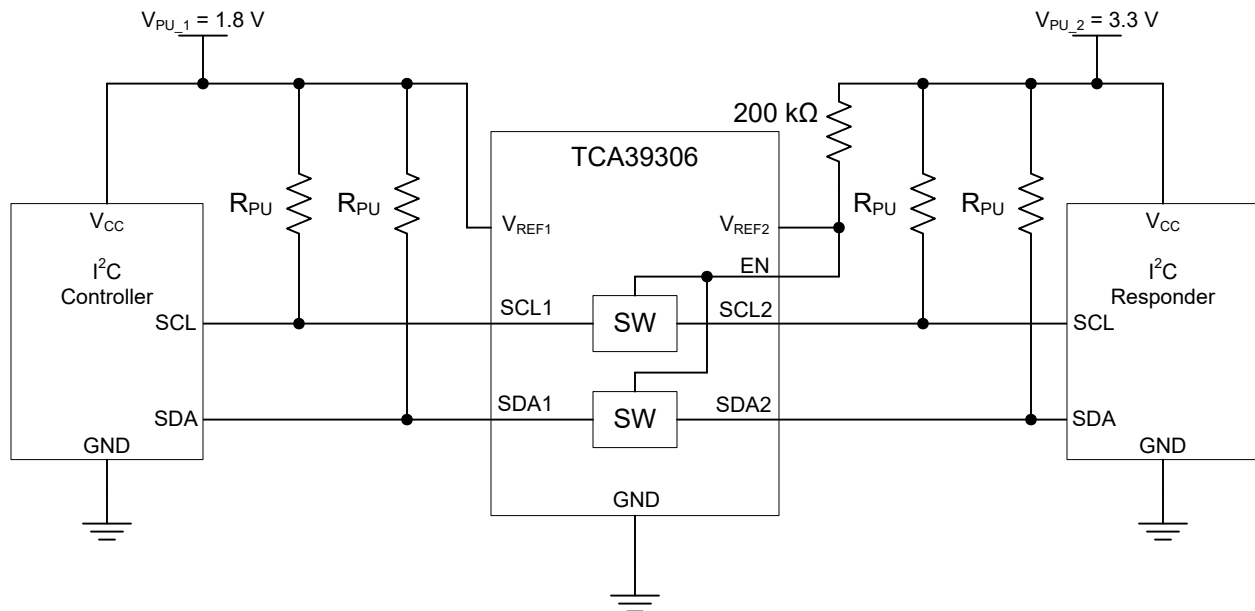 V_PU_1 = 1.8 V
V_PU_2 = 3.3 V
200 kΩ
TCA39306
R_PU
R_PU
R_PU
R_PU
V_CC
I²C
Controller
SCL
SDA
GND
V_REF1
V_REF2
EN
SCL1
SW
SCL2
SDA1
SW
SDA2
GND
V_CC
I²C
Responder
SCL
SDA
GND